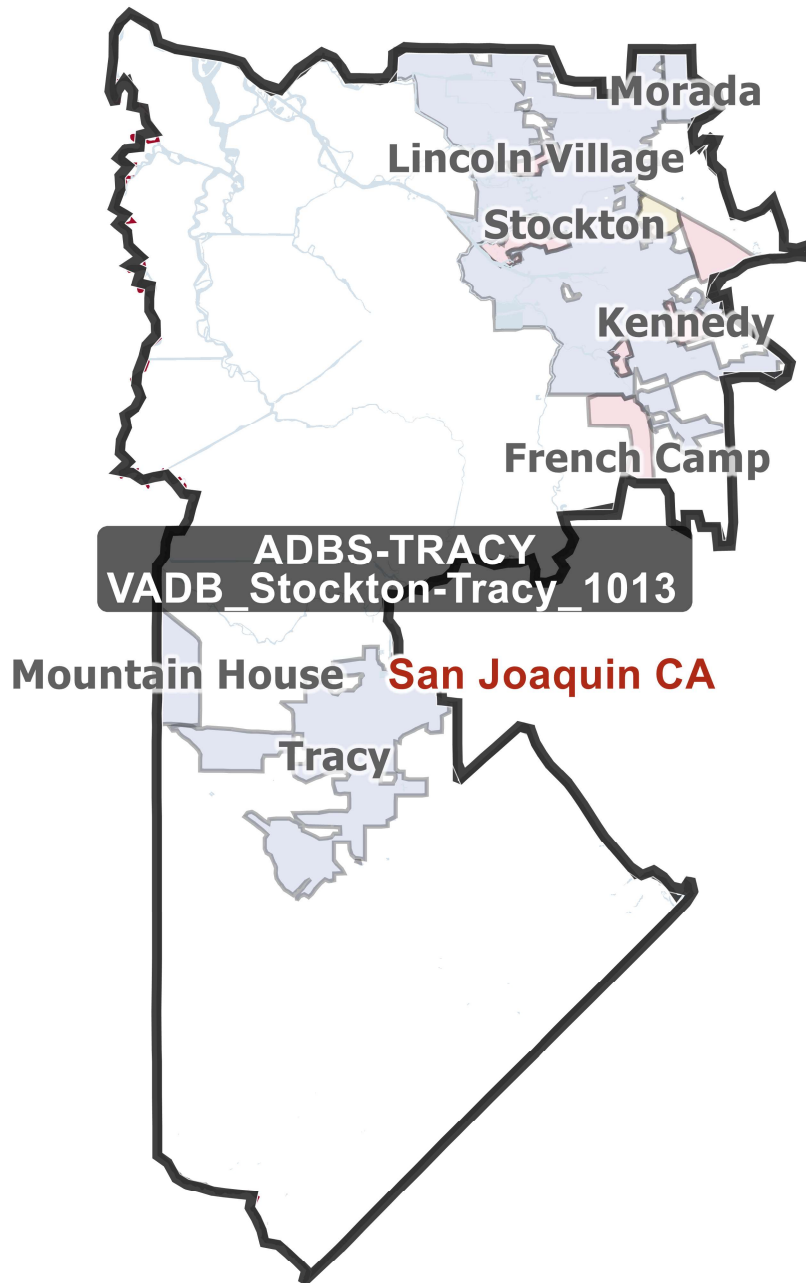 Morada
Lincoln Village
Stockton
Kennedy
French Camp
ADBS-TRACY
VADB_Stockton-Tracy_1013
Mountain House
San Joaquin CA
Tracy